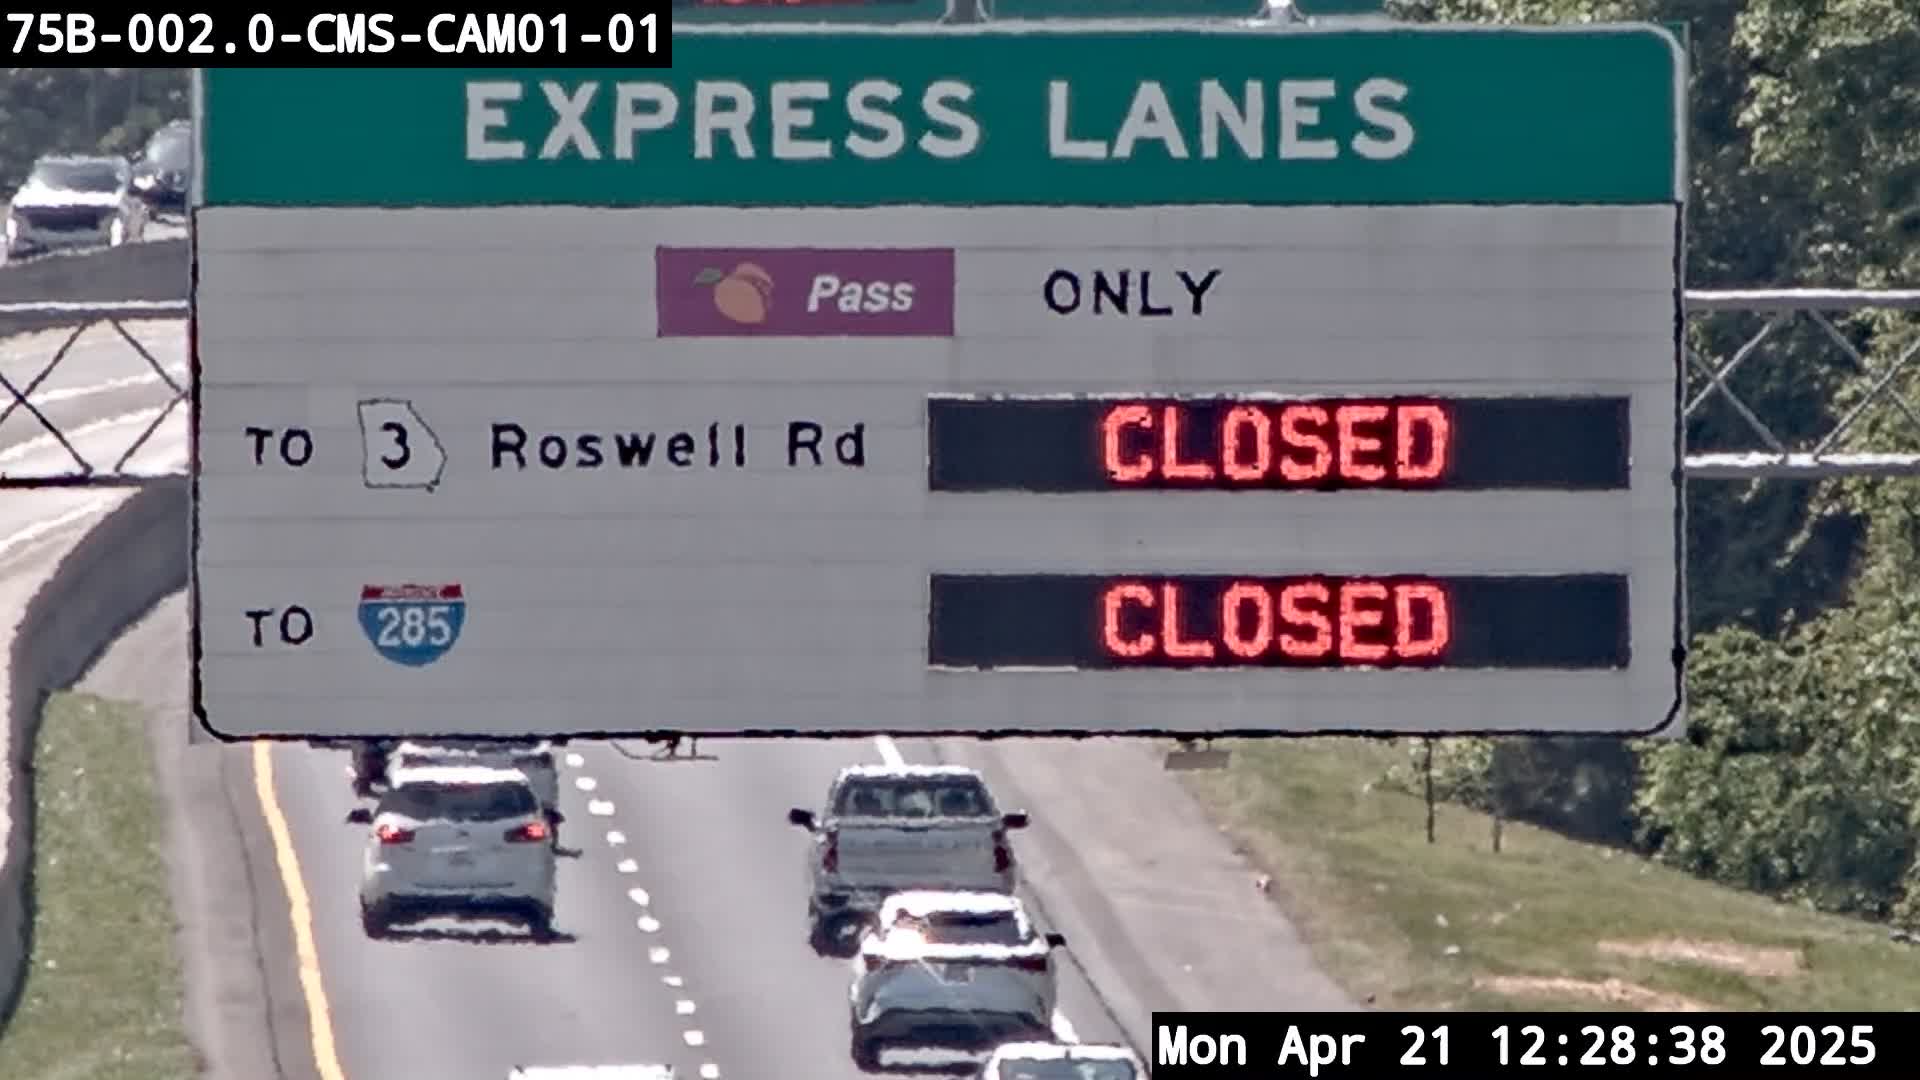 75B-002.0-CMS-CAM01-01
EXPRESS LANES
Pass ONLY
TO 3 Roswell Rd CLOSED
TO 285 CLOSED
Mon Apr 21 12:28:38 2025